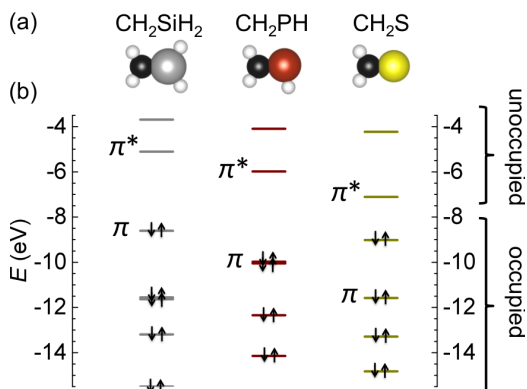 (a) CH₂SiH₂ CH₂PH CH₂S
(b)
-4 -4
π*
π*
-6 -6
π*
-8 -8
π
-10 π -10
π
-12 -12
-14 -14
E (eV)
unoccupied
occupied